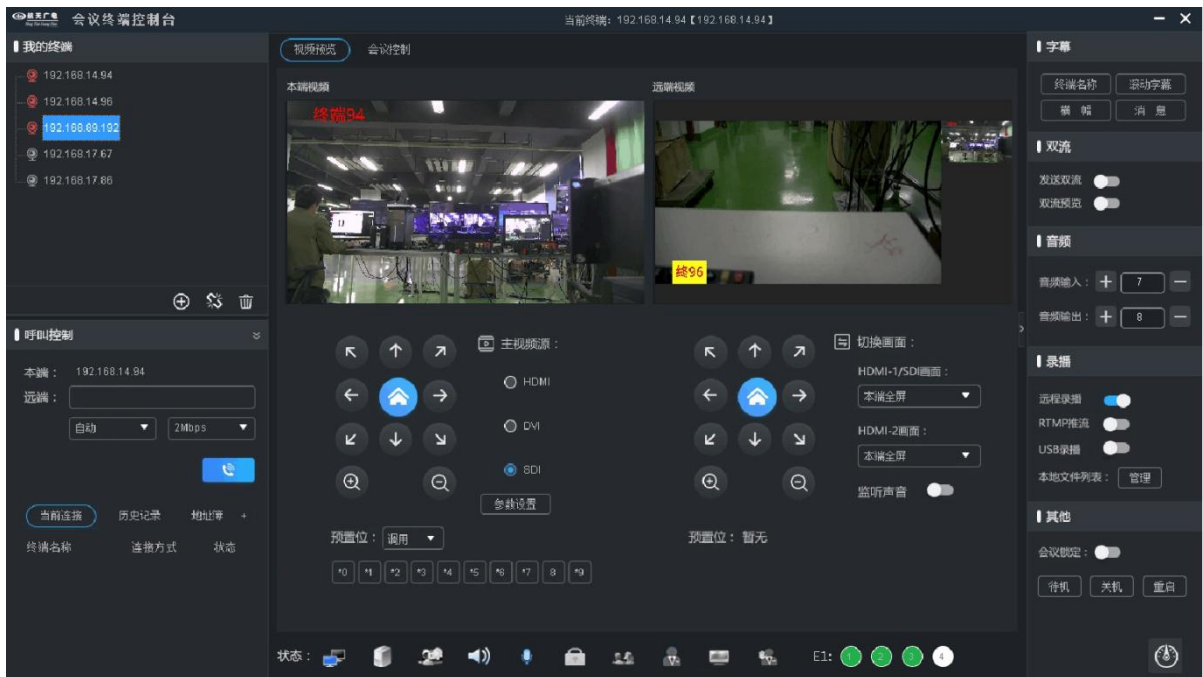 航天广电 会议终端控制台
当前终端：192.168.14.94【192.168.14.94】
我的终端
192.168.14.94
192.168.14.96
192.168.89.192
192.168.17.67
192.168.17.86
呼叫控制
本端： 192.168.14.94
远端：
自动 2Mbps
当前连接 历史记录 地址簿 +
终端名称 连接方式 状态
视频预览 会议控制
本端视频
终端94
远端视频
終96
主视频源：
HDMI
DVI
SDI
参数设置
预置位： 调用
*0 *1 *2 *3 *4 *5 *6 *7 8 *9
切换画面：
HDMI-1/SDI画面：
本端全屏
HDMI-2画面：
本端全屏
监听声音
预置位： 暂无
状态： E1: 1 2 3 4
字幕
终端名称 滚动字幕
横 幅 消 息
双流
发送双流
双流预览
音频
音频输入： 7
音频输出： 8
录播
远程录播
RTMP推流
USB录播
本地文件列表： 管理
其他
会议锁定：
待机 关机 重启